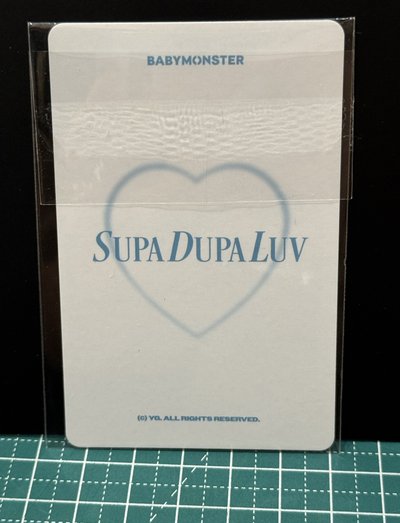 BABYMONSTER
SUPA DUPA LUV
(C) YG. ALL RIGHTS RESERVED.